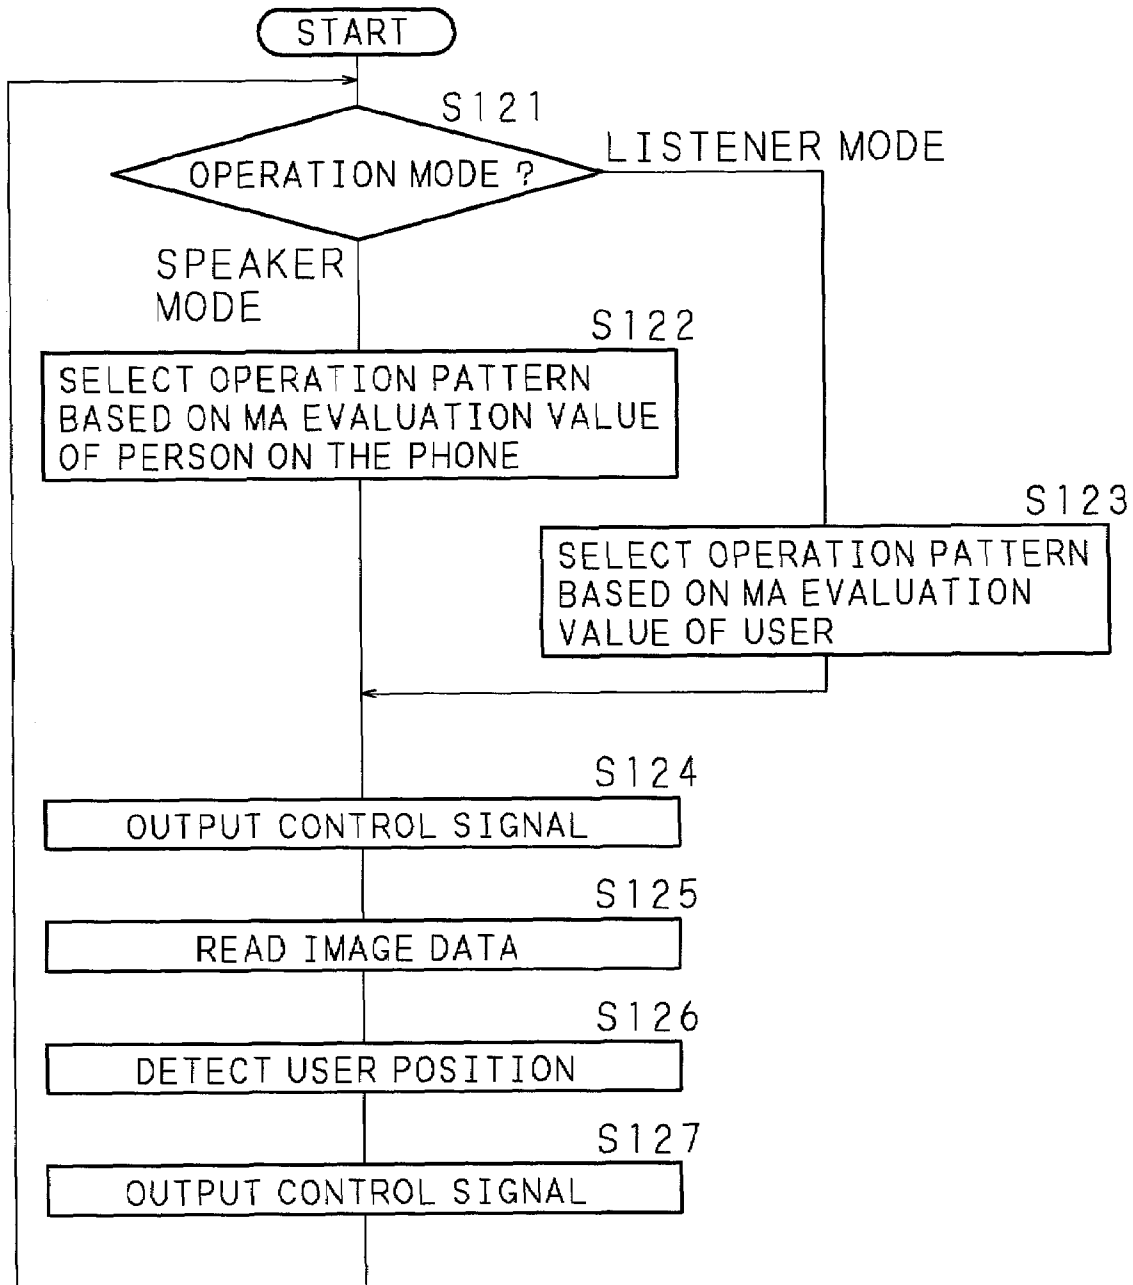 START
S121
OPERATION MODE ?
LISTENER MODE
SPEAKER
MODE
S122
SELECT OPERATION PATTERN
BASED ON MA EVALUATION VALUE
OF PERSON ON THE PHONE
S123
SELECT OPERATION PATTERN
BASED ON MA EVALUATION
VALUE OF USER
S124
OUTPUT CONTROL SIGNAL
S125
READ IMAGE DATA
S126
DETECT USER POSITION
S127
OUTPUT CONTROL SIGNAL